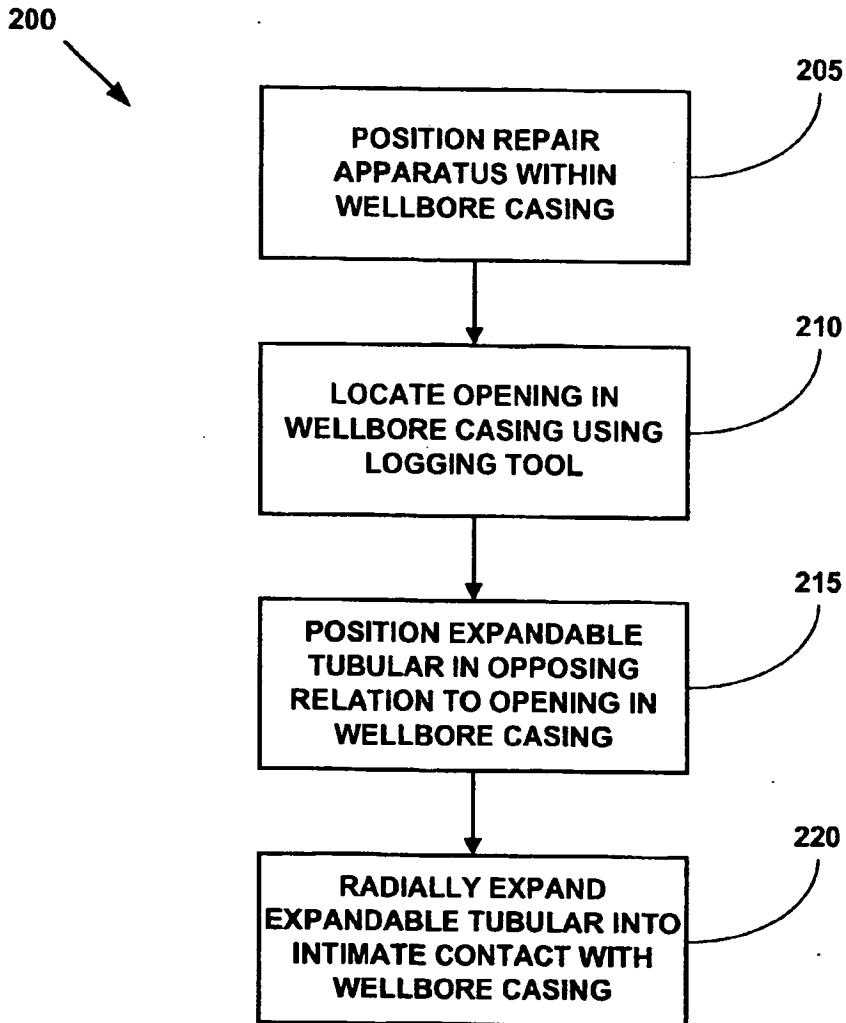 200
205
POSITION REPAIR
APPARATUS WITHIN
WELLBORE CASING
210
LOCATE OPENING IN
WELLBORE CASING USING
LOGGING TOOL
215
POSITION EXPANDABLE
TUBULAR IN OPPOSING
RELATION TO OPENING IN
WELLBORE CASING
220
RADIALLY EXPAND
EXPANDABLE TUBULAR INTO
INTIMATE CONTACT WITH
WELLBORE CASING